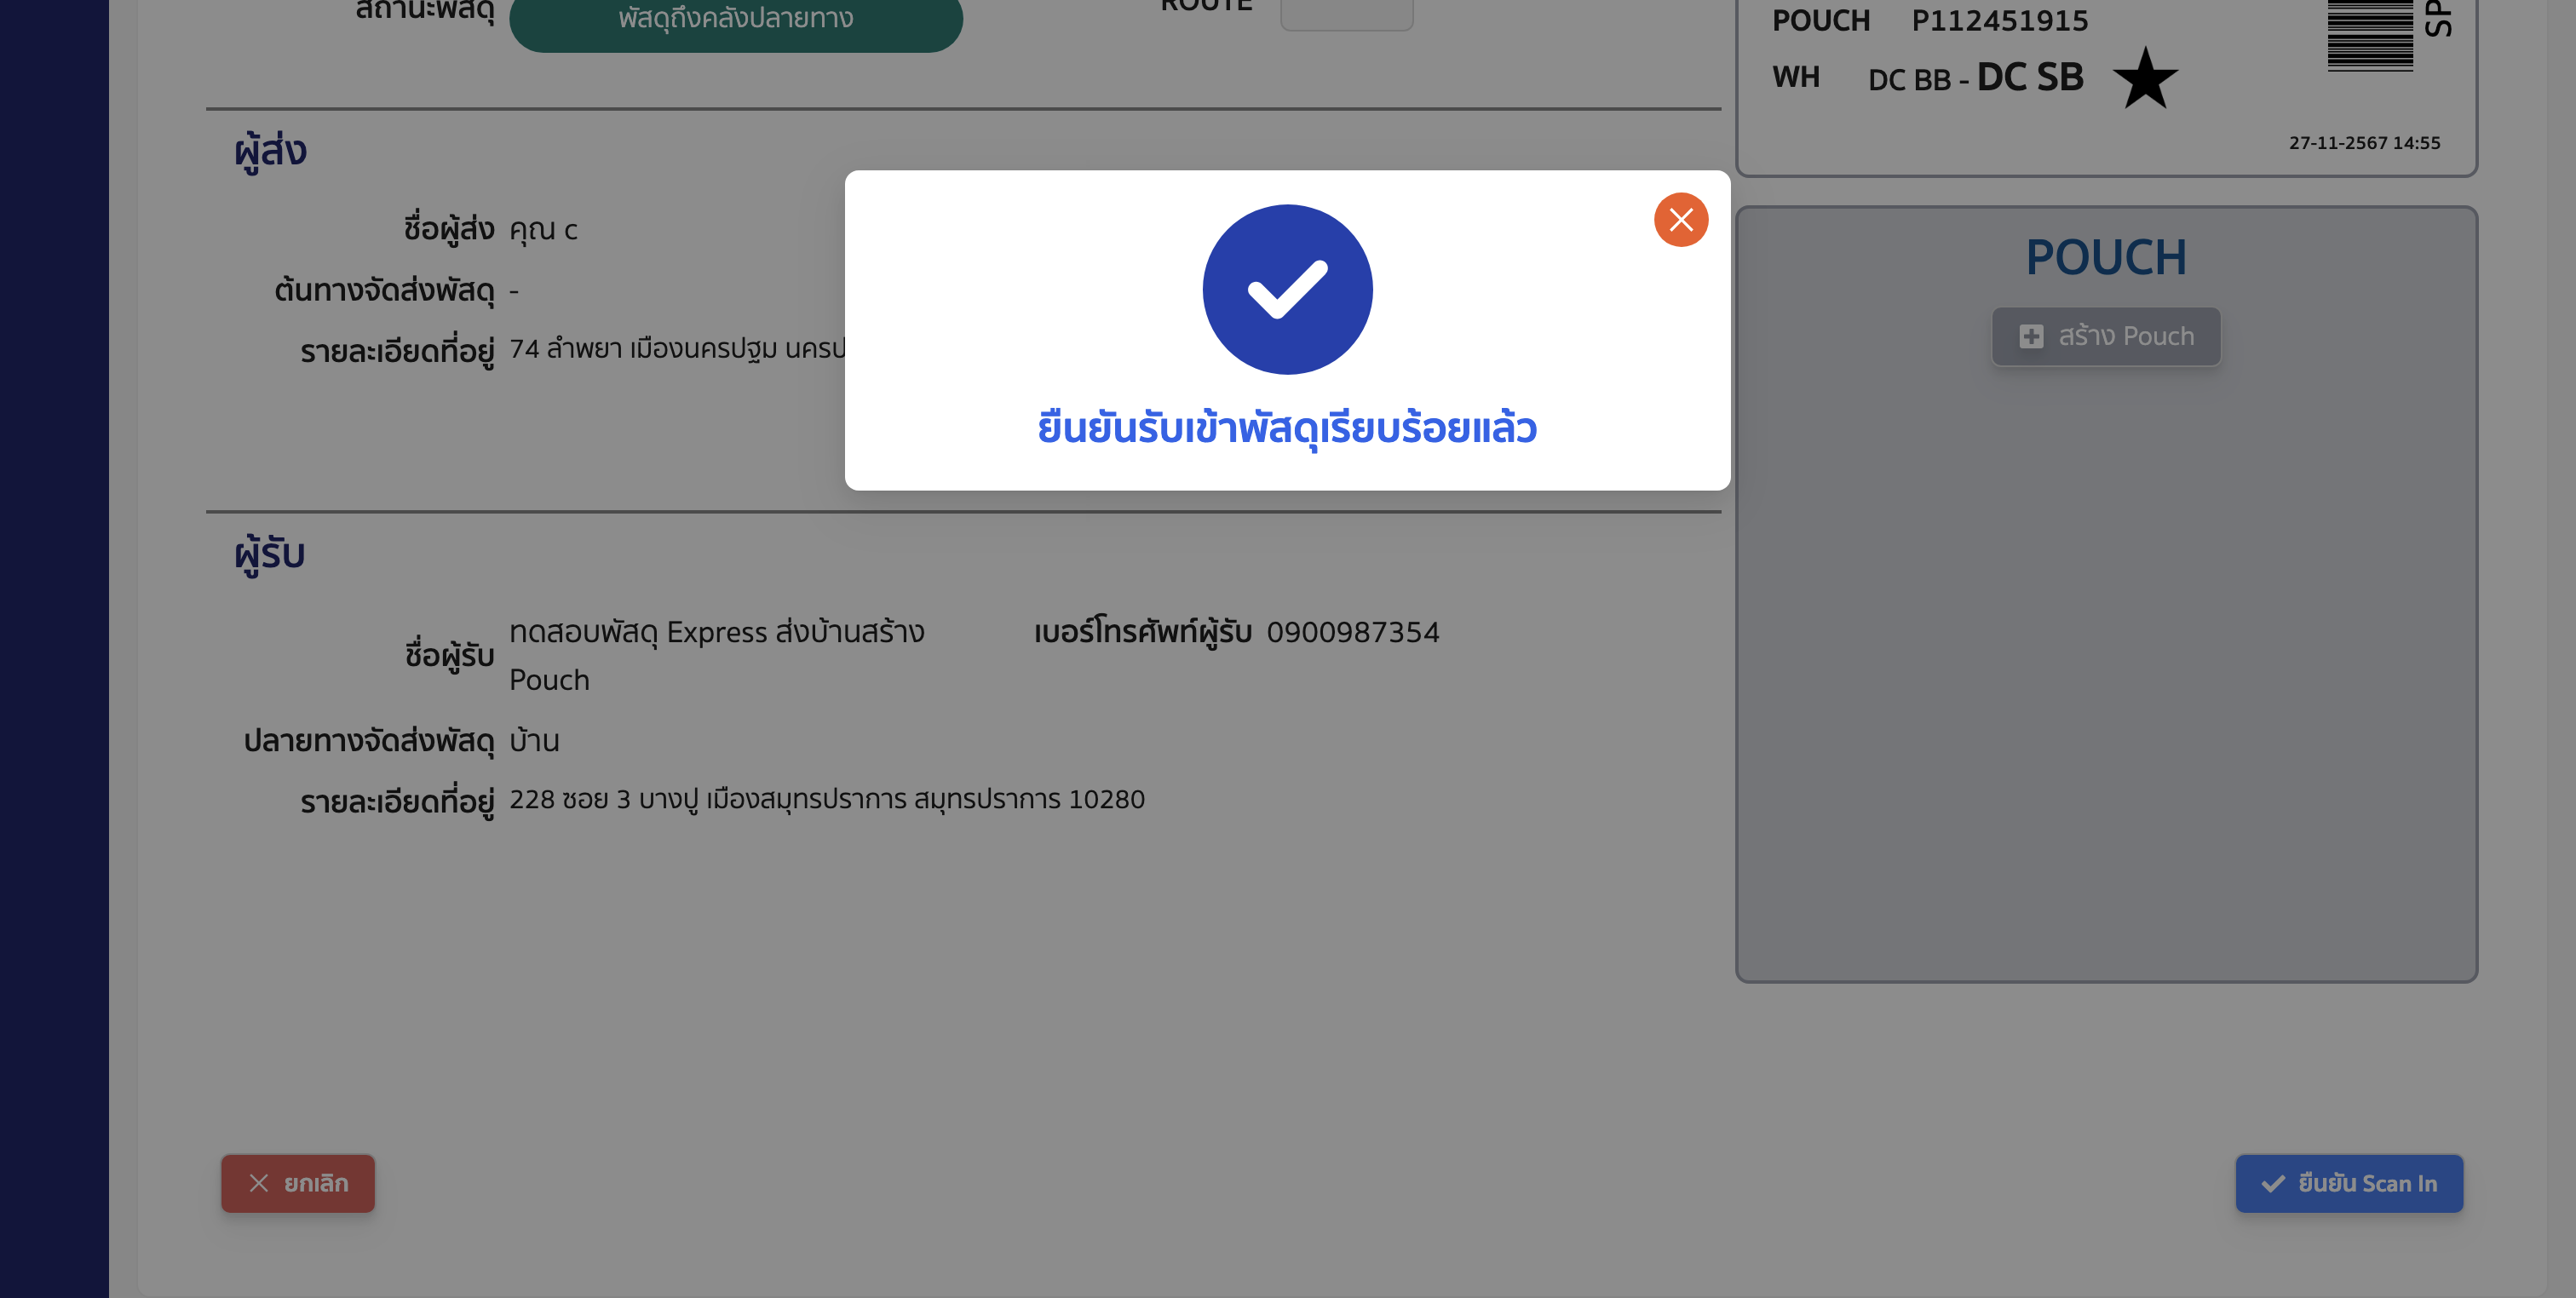 สถานะพัสดุ
พัสดุถึงคลังปลายทาง
ROUTE
POUCH P112451915
WH DC BB - DC SB
SP
27-11-2567 14:55
ผู้ส่ง
ชื่อผู้ส่ง คุณ c
ต้นทางจัดส่งพัสดุ -
รายละเอียดที่อยู่ 74 ลำพยา เมืองนครปฐม นครป
ยืนยันรับเข้าพัสดุเรียบร้อยแล้ว
POUCH
สร้าง Pouch
ผู้รับ
ชื่อผู้รับ ทดสอบพัสดุ Express ส่งบ้านสร้าง
Pouch
เบอร์โทรศัพท์ผู้รับ 0900987354
ปลายทางจัดส่งพัสดุ บ้าน
รายละเอียดที่อยู่ 228 ซอย 3 บางปู เมืองสมุทรปราการ สมุทรปราการ 10280
ยกเลิก
ยืนยัน Scan In